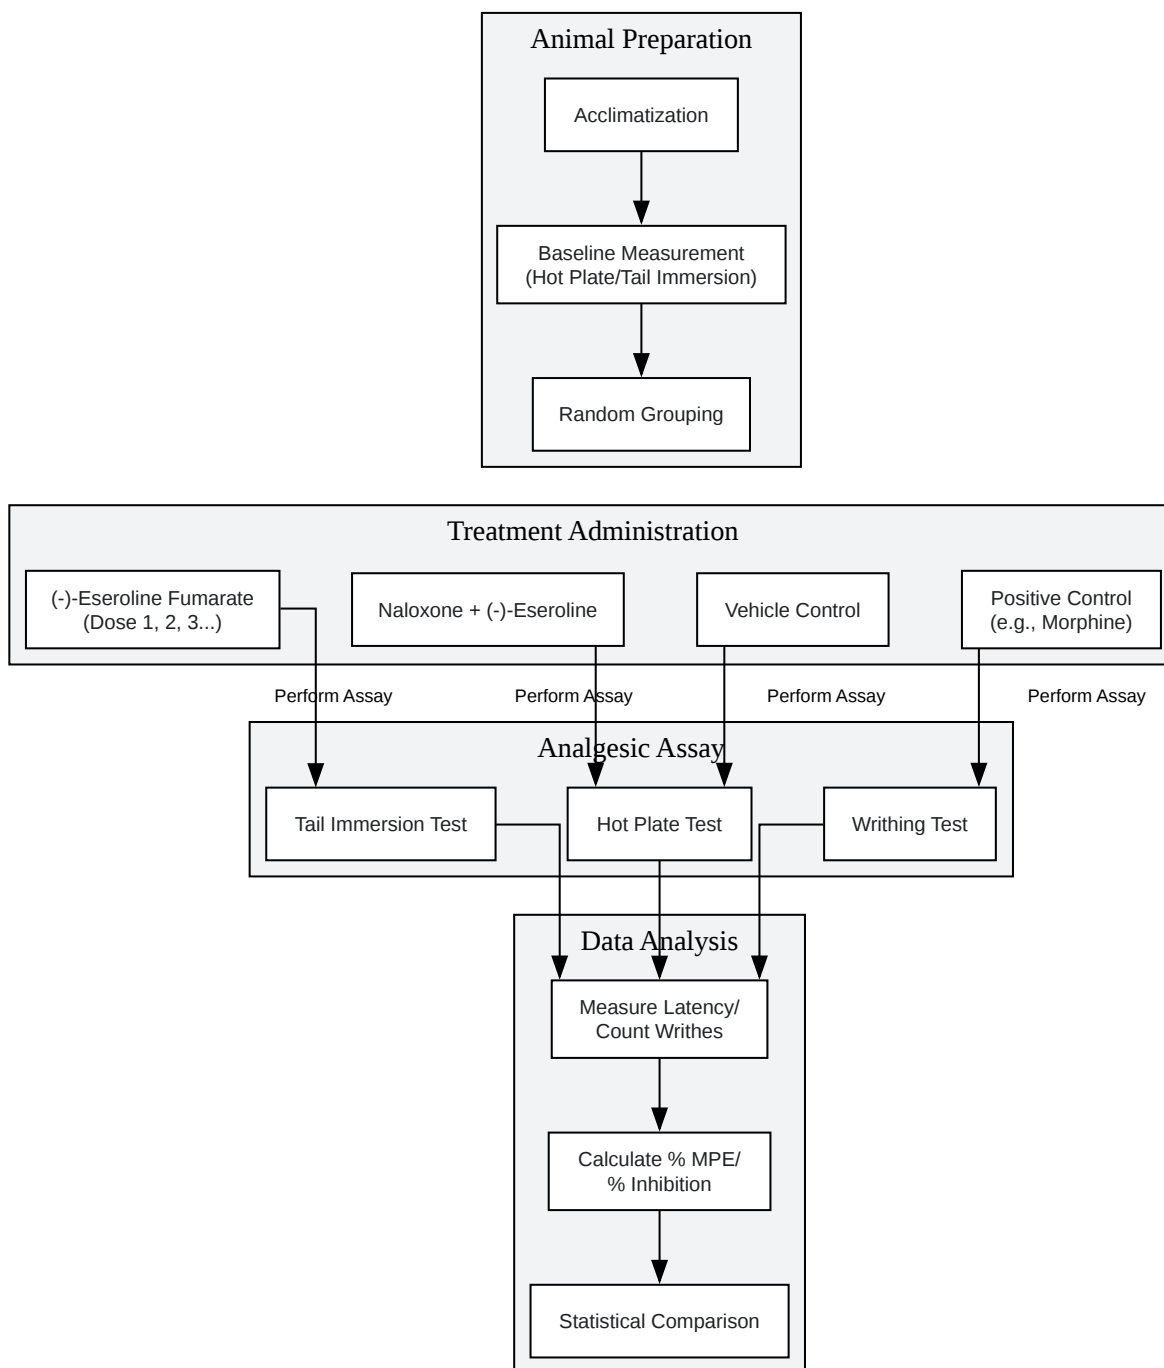 Animal Preparation
Acclimatization
Baseline Measurement
(Hot Plate/Tail Immersion)
Random Grouping
Treatment Administration
(-)-Eseroline Fumarate
(Dose 1, 2, 3...)
Naloxone + (-)-Eseroline
Vehicle Control
Positive Control
(e.g., Morphine)
Perform Assay
Perform Assay
Perform Assay
Perform Assay
Analgesic Assay
Tail Immersion Test
Hot Plate Test
Writhing Test
Data Analysis
Measure Latency/
Count Writhes
Calculate % MPE/
% Inhibition
Statistical Comparison